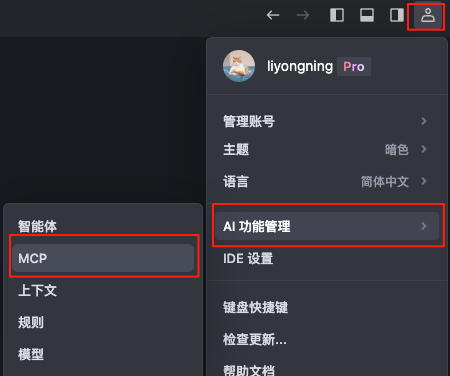 liyongning Pro
管理账号
主题 暗色
语言 简体中文
AI 功能管理
IDE 设置
键盘快捷键
检查更新...
帮助文档
智能体
MCP
上下文
规则
模型